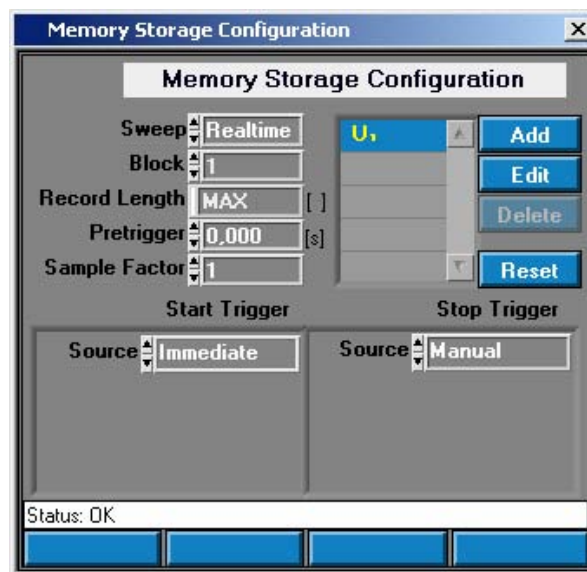 Memory Storage Configuration
Memory Storage Configuration
Sweep Realtime
Block 1
Record Length MAX [ ]
Pretrigger 0,000 [s]
Sample Factor 1
U₁
Add
Edit
Delete
Reset
Start Trigger
Source Immediate
Stop Trigger
Source Manual
Status: OK